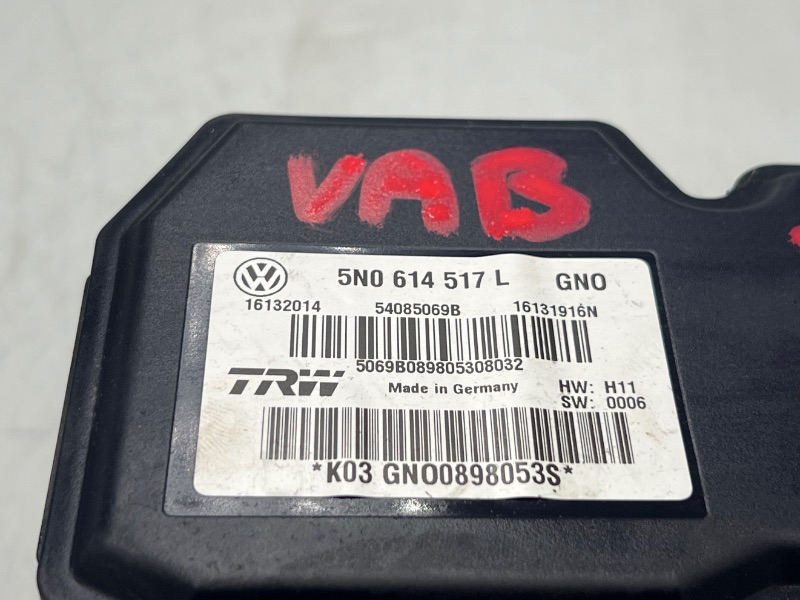 VAB
5N0 614 517 L GNO
16132014 54085069B 16131916N
5069B089805308032
TRW Made in Germany HW: H11
SW: 0006
*K03 GNO0898053S*